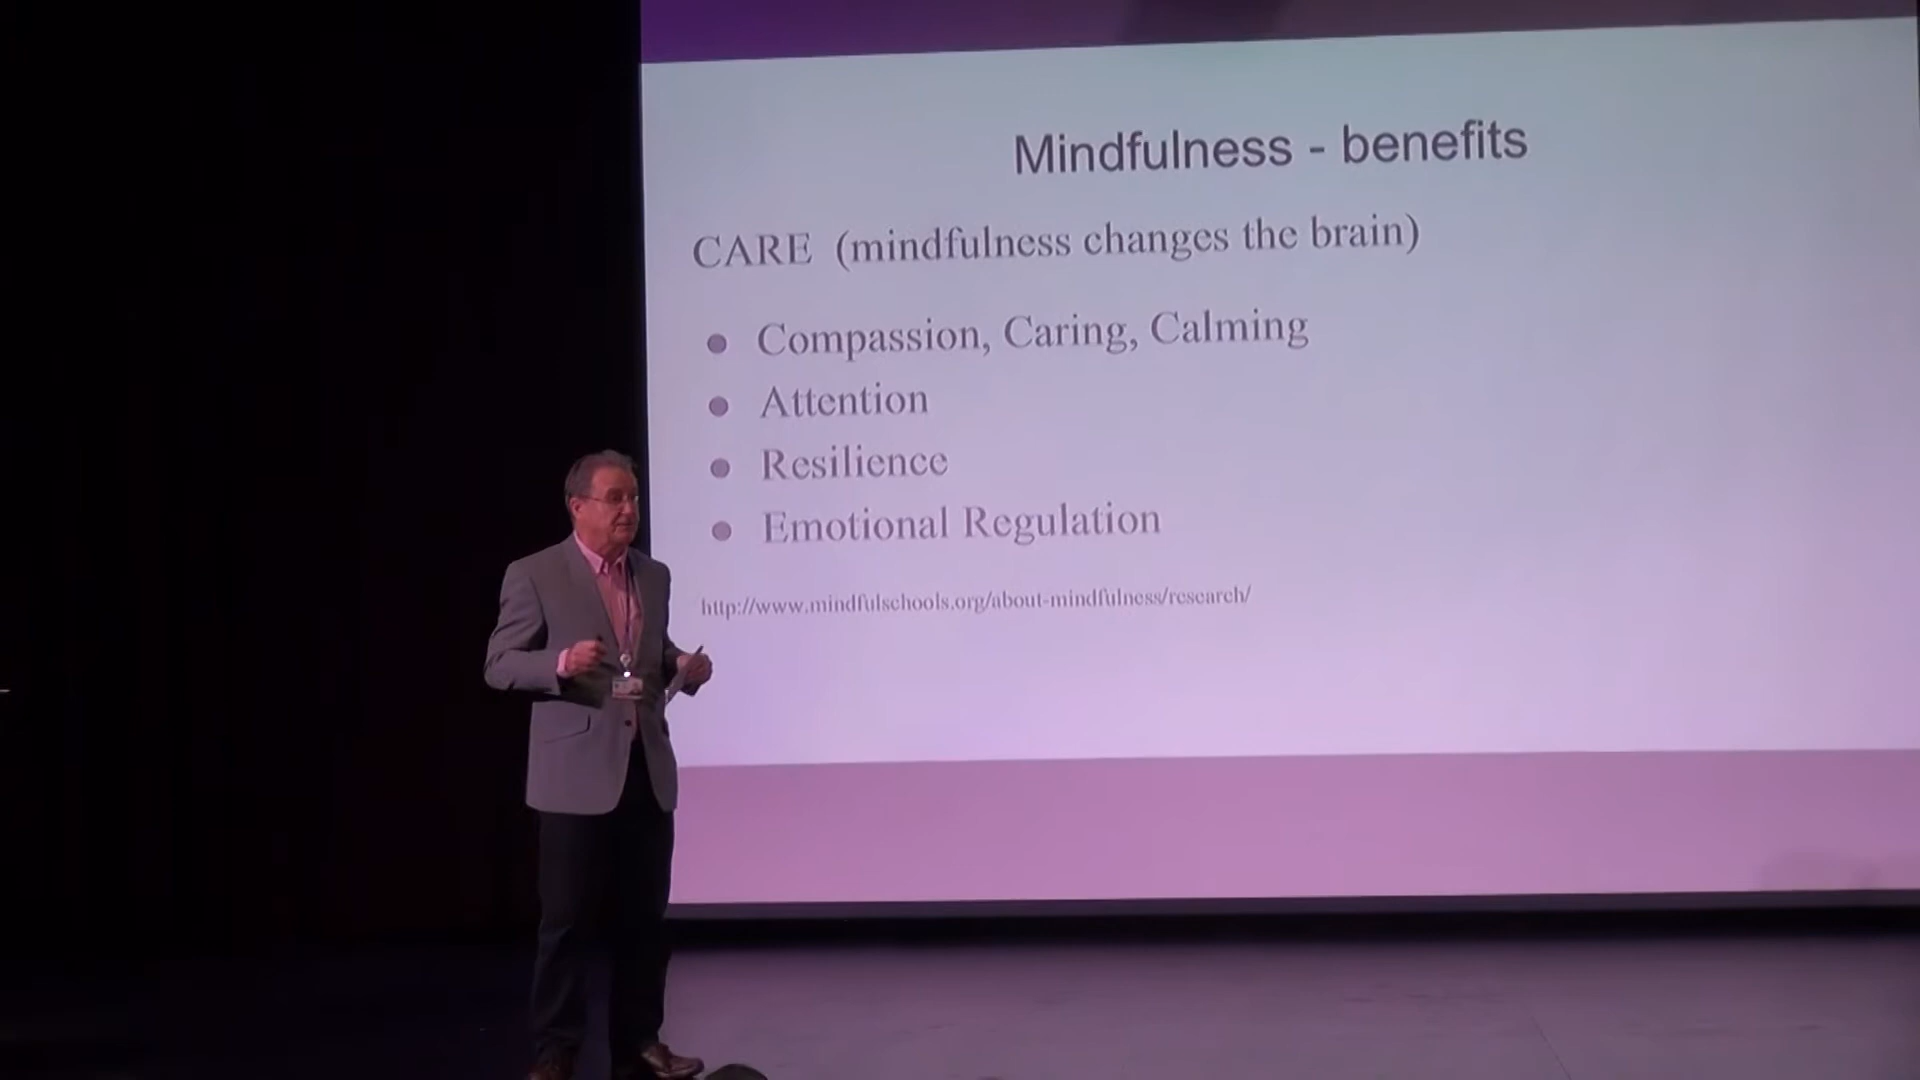 Mindfulness - benefits
CARE (mindfulness changes the brain)
● Compassion, Caring, Calming
● Attention
● Resilience
● Emotional Regulation
http://www.mindfulschools.org/about-mindfulness/research/